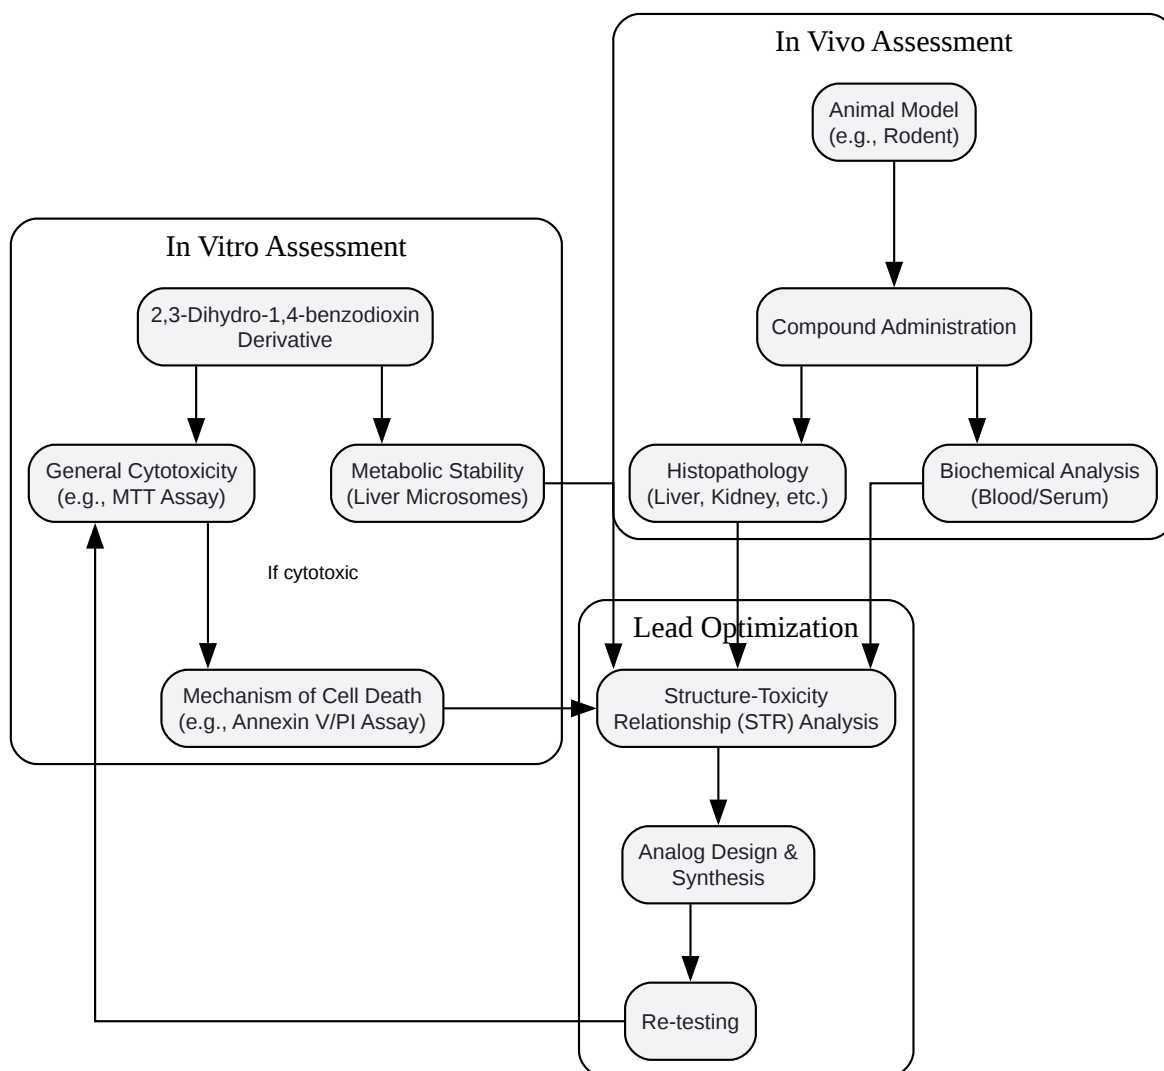 In Vivo Assessment
Animal Model
(e.g., Rodent)
Compound Administration
Histopathology
(Liver, Kidney, etc.)
Biochemical Analysis
(Blood/Serum)
In Vitro Assessment
2,3-Dihydro-1,4-benzodioxin
Derivative
General Cytotoxicity
(e.g., MTT Assay)
Metabolic Stability
(Liver Microsomes)
If cytotoxic
Mechanism of Cell Death
(e.g., Annexin V/PI Assay)
Lead Optimization
Structure-Toxicity
Relationship (STR) Analysis
Analog Design &
Synthesis
Re-testing